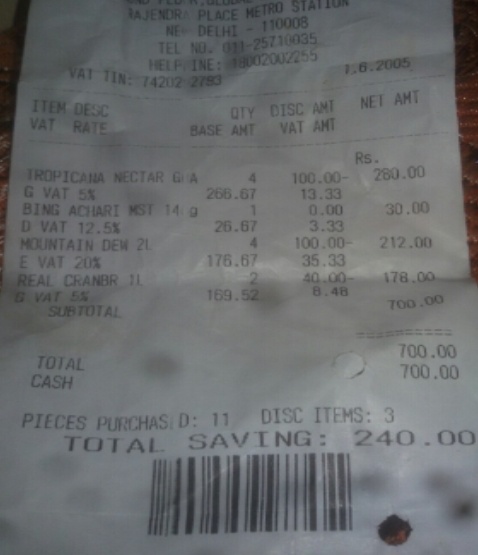 RAJENDRA PLACE METRO STATION
NEW DELHI - 110008
TEL NO. 011-25710035
HELPLINE: 18002002255
VAT TIN: 74202 2783 1.6.2005
ITEM DESC QTY DISC AMT NET AMT
VAT RATE BASE AMT VAT AMT
Rs.
TROPICANA NECTAR G A 4 100.00- 280.00
G VAT 5% 266.67 13.33
BING ACHARI MST 14 g 1 0.00 30.00
D VAT 12.5% 26.67 3.33
MOUNTAIN DEW 2L 4 100.00- 212.00
E VAT 20% 176.67 35.33
REAL CRANBR 1L 2 40.00- 178.00
G VAT 5% 169.52 8.48
SUBTOTAL 700.00
========
TOTAL 700.00
CASH 700.00
PIECES PURCHAS D: 11 DISC ITEMS: 3
TOTAL SAVING: 240.00